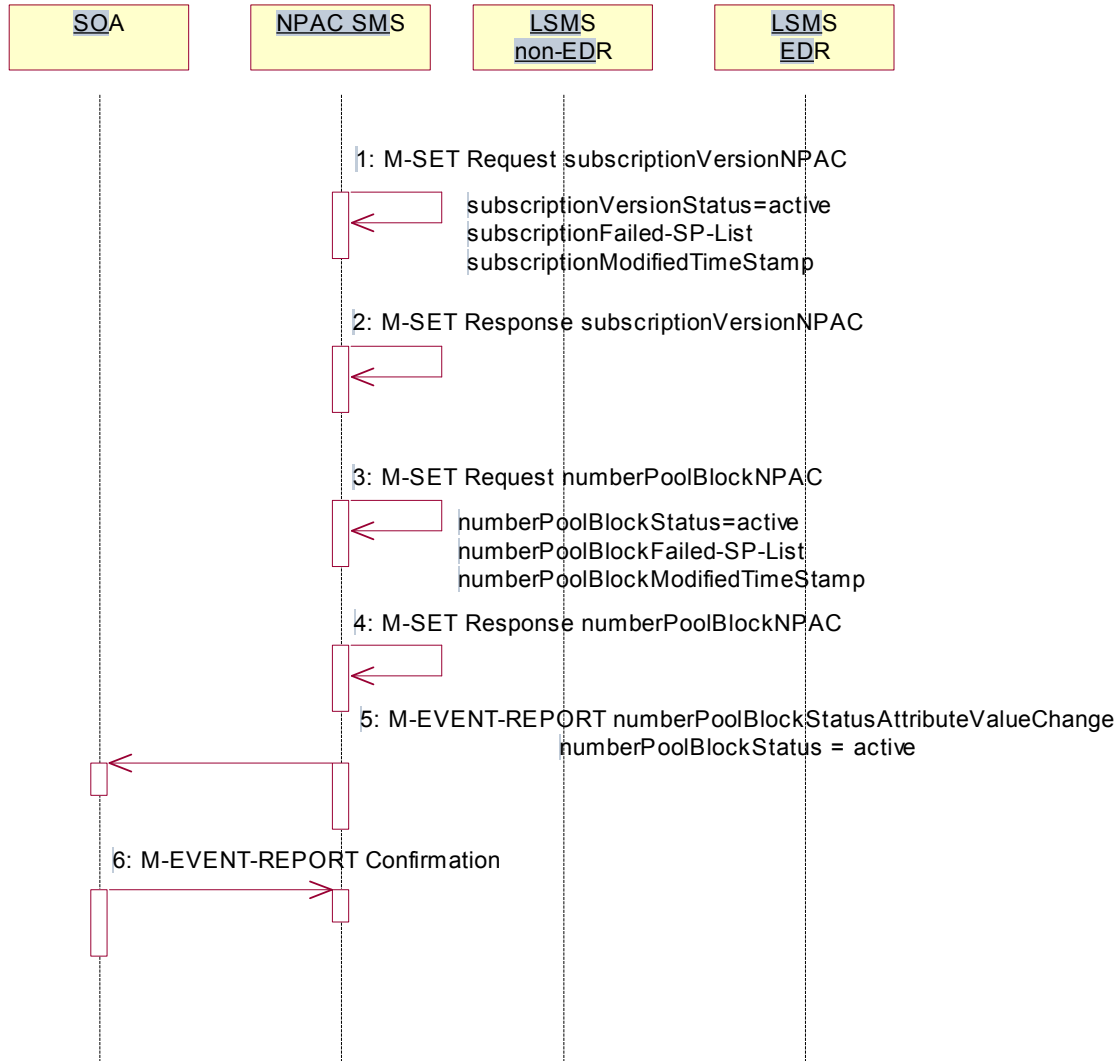 SOA
NPAC SMS
LSMS
non-EDR
LSMS
EDR
1: M-SET Request subscriptionVersionNPAC
subscriptionVersionStatus=active
subscriptionFailed-SP-List
subscriptionModifiedTimeStamp
2: M-SET Response subscriptionVersionNPAC
3: M-SET Request numberPoolBlockNPAC
numberPoolBlockStatus=active
numberPoolBlockFailed-SP-List
numberPoolBlockModifiedTimeStamp
4: M-SET Response numberPoolBlockNPAC
5: M-EVENT-REPORT numberPoolBlockStatusAttributeValueChange
numberPoolBlockStatus = active
6: M-EVENT-REPORT Confirmation